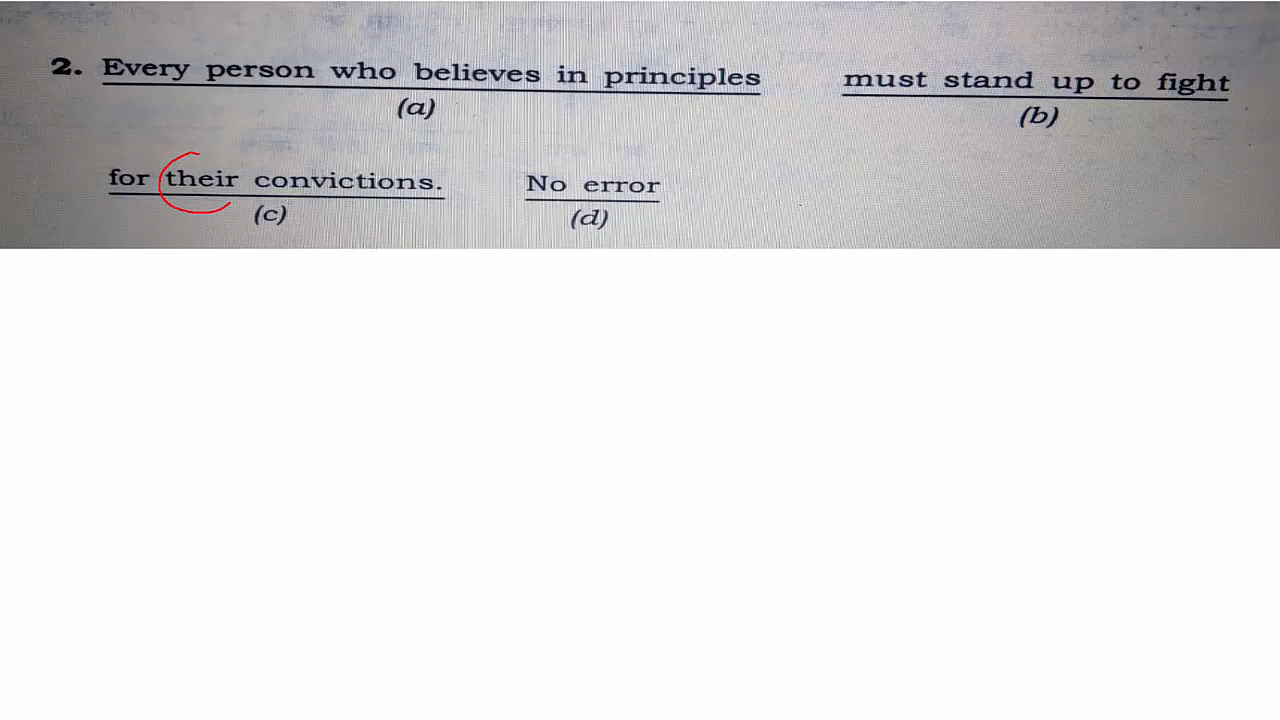 2. Every person who believes in principles must stand up to fight
(a) (b)
for their convictions. No error
(c) (d)